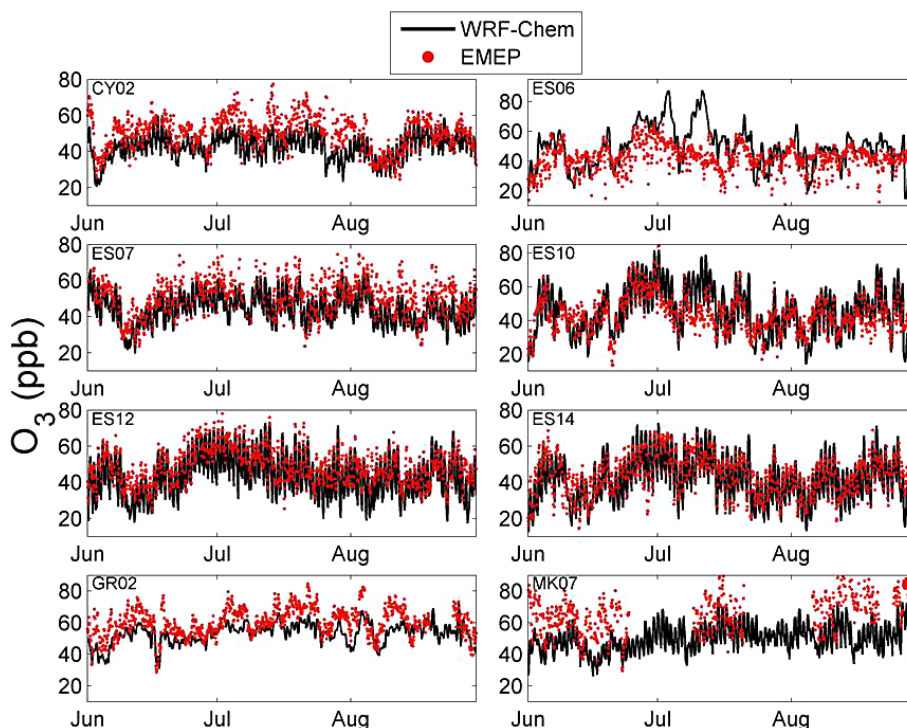 WRF-Chem
EMEP
O3 (ppb)
CY02
80
60
40
20
Jun Jul Aug
ES06
80
60
40
20
Jun Jul Aug
ES07
80
60
40
20
Jun Jul Aug
ES10
80
60
40
20
Jun Jul Aug
ES12
80
60
40
20
Jun Jul Aug
ES14
80
60
40
20
Jun Jul Aug
GR02
80
60
40
20
Jun Jul Aug
MK07
80
60
40
20
Jun Jul Aug